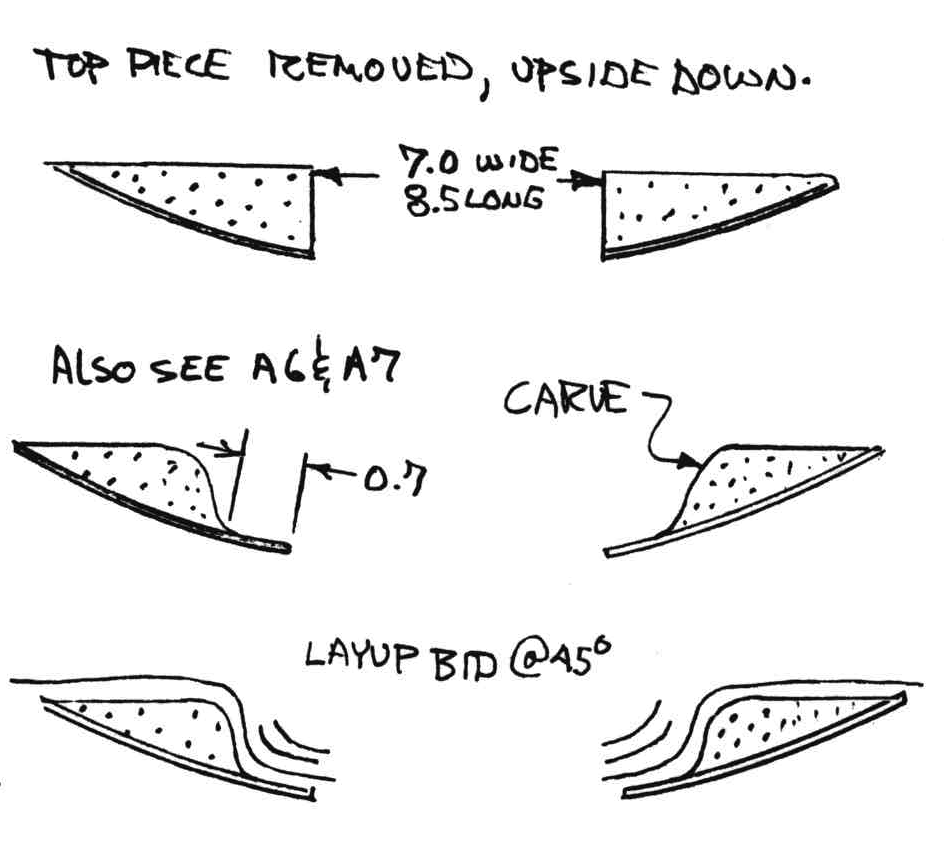 TOP PIECE REMOVED, UPSIDE DOWN.
7.0 WIDE
8.5 LONG
ALSO SEE A6 & A7
CARVE
0.7
LAYUP BID @ 45°